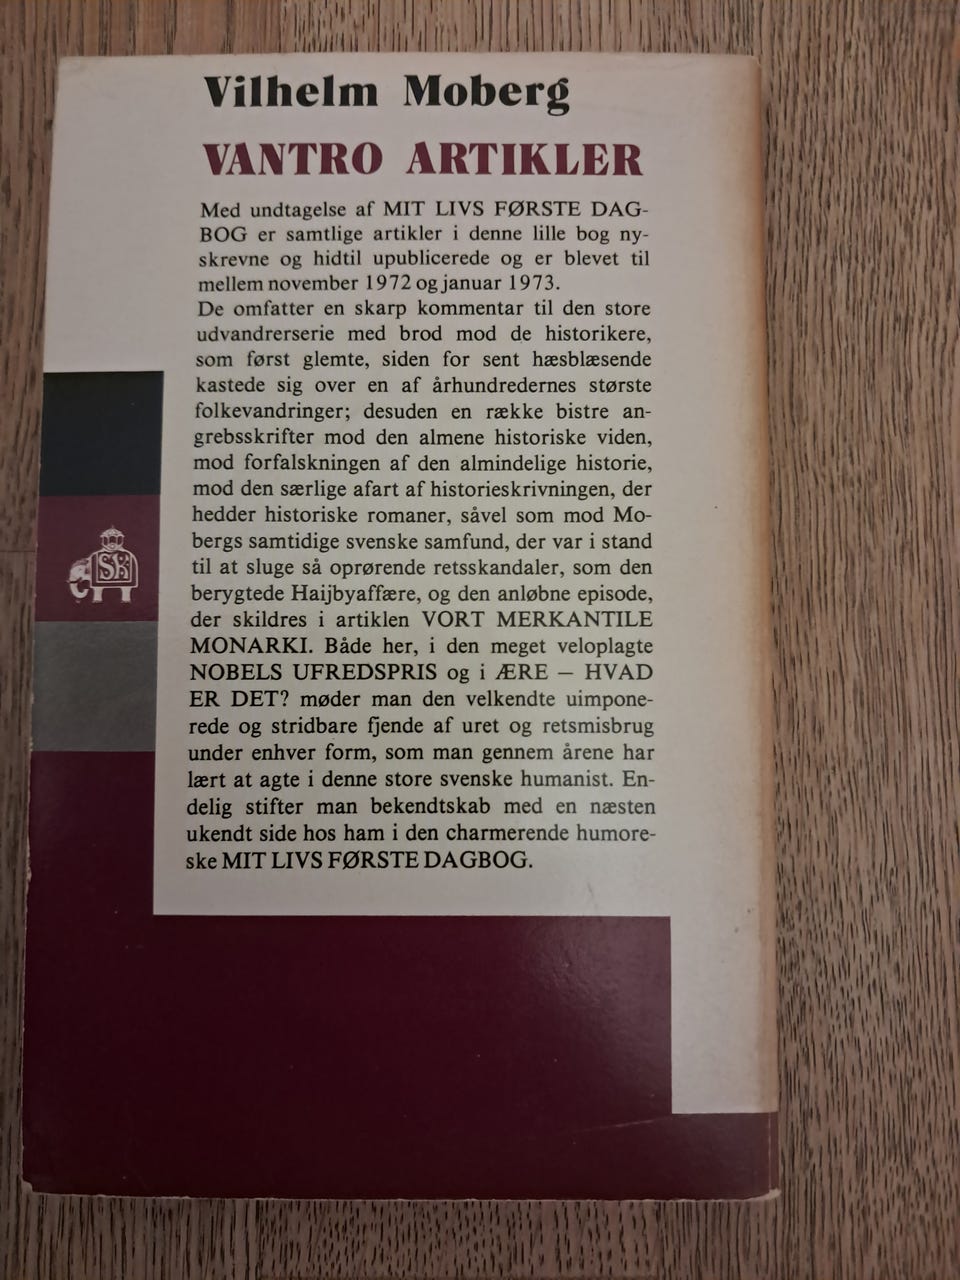 Vilhelm Moberg
VANTRO ARTIKLER
Med undtagelse af MIT LIVS FØRSTE DAG-
BOG er samtlige artikler i denne lille bog ny-
skrevne og hidtil upublicerede og er blevet til
mellem november 1972 og januar 1973.
De omfatter en skarp kommentar til den store
udvandrerserie med brod mod de historikere,
som først glemte, siden for sent hæsblæsende
kastede sig over en af århundredernes største
folkevandringer; desuden en række bistre an-
grebsskrifter mod den almene historiske viden,
mod forfalskningen af den almindelige historie,
mod den særlige afart af historieskrivningen, der
hedder historiske romaner, såvel som mod Mo-
bergs samtidige svenske samfund, der var i stand
til at sluge så oprørende retsskandaler, som den
berygtede Haijbyaffære, og den anløbne episode,
der skildres i artiklen VORT MERKANTILE
MONARKI. Både her, i den meget veloplagte
NOBELS UFREDSPRIS og i ÆRE – HVAD
ER DET? møder man den velkendte uimpone-
rede og stridbare fjende af uret og retsmisbrug
under enhver form, som man gennem årene har
lært at agte i denne store svenske humanist. En-
delig stifter man bekendtskab med en næsten
ukendt side hos ham i den charmerende humore-
ske MIT LIVS FØRSTE DAGBOG.